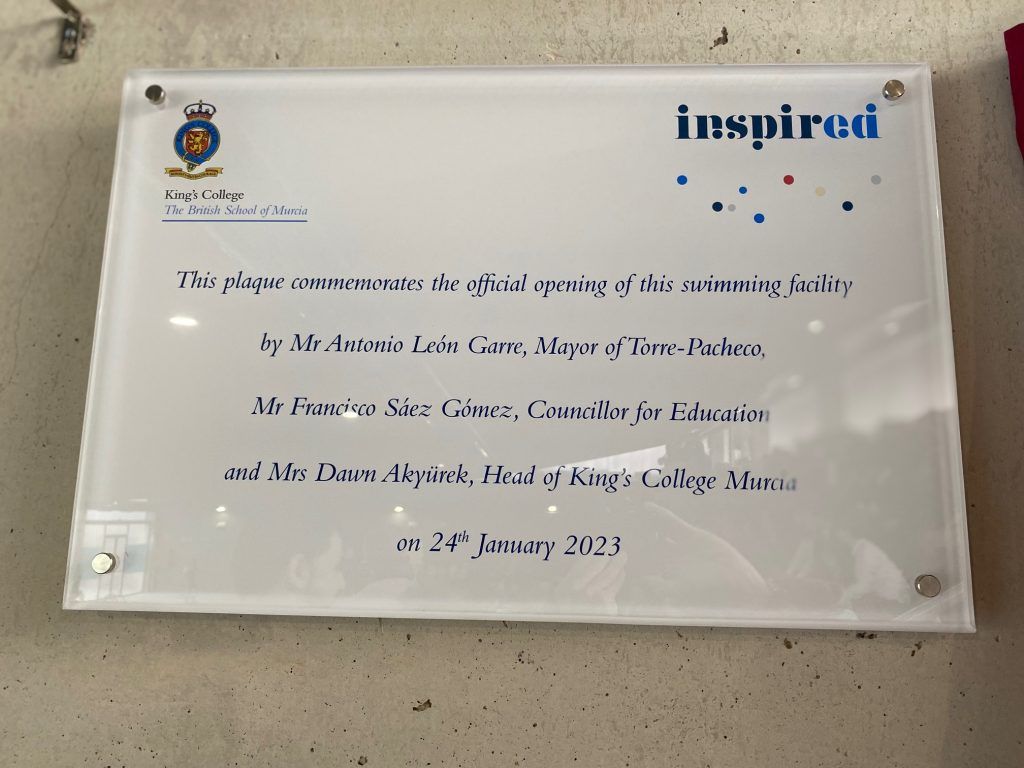 King's College
The British School of Murcia
inspired
This plaque commemorates the official opening of this swimming facility
by Mr Antonio León Garre, Mayor of Torre-Pacheco,
Mr Francisco Sáez Gómez, Councillor for Education
and Mrs Dawn Akyürek, Head of King's College Murcia
on 24th January 2023